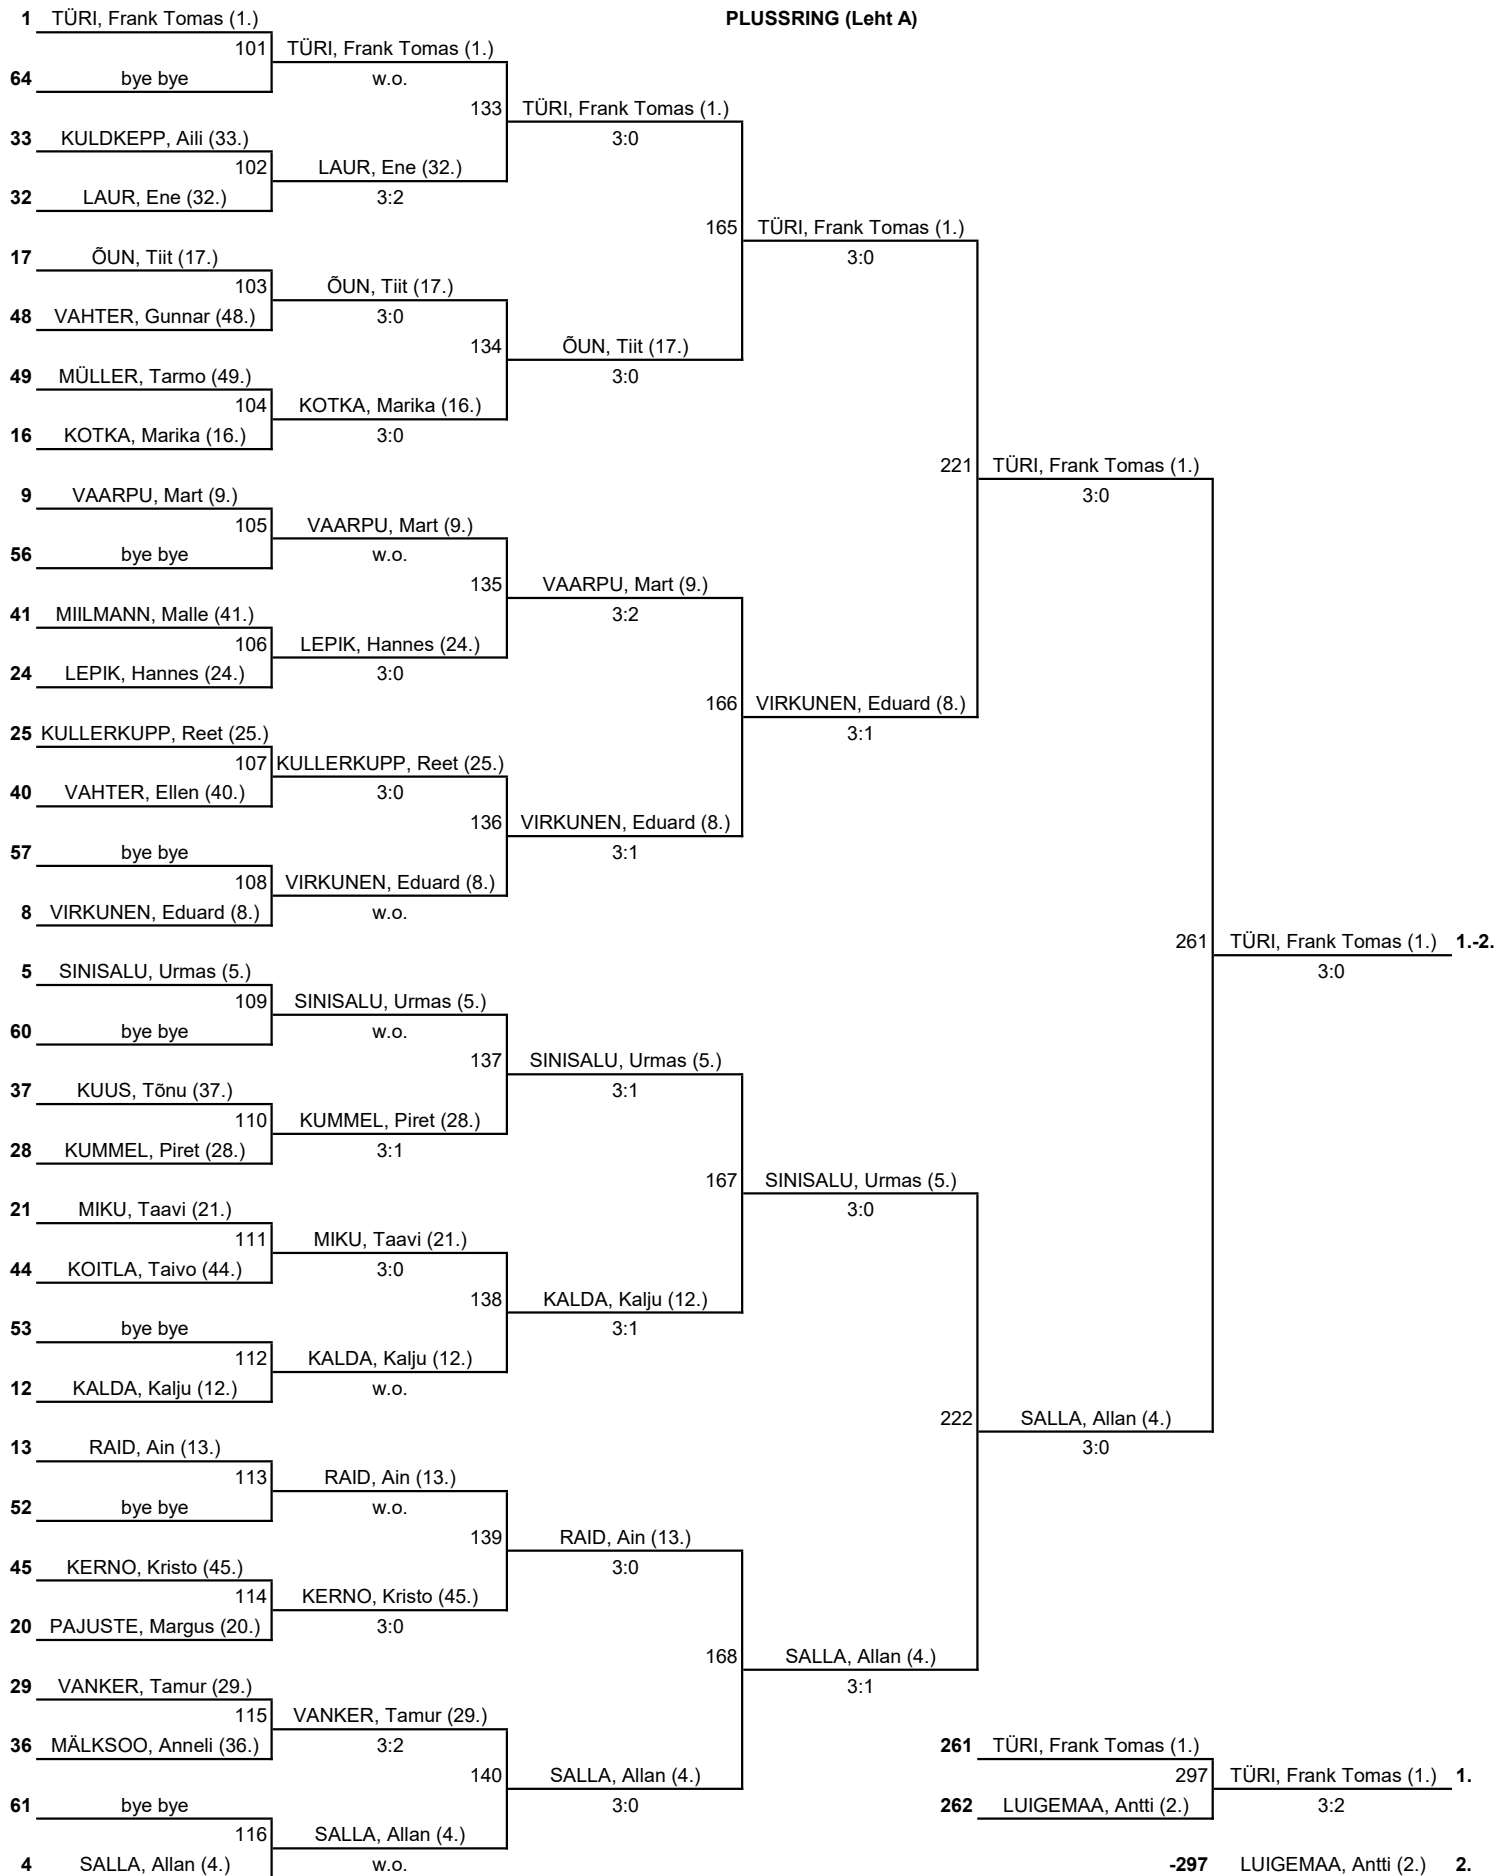 PLUSSRING (Leht A)
1 TÜRI, Frank Tomas (1.)
101 TÜRI, Frank Tomas (1.)
64 bye bye w.o.
133 TÜRI, Frank Tomas (1.)
33 KULDKEPP, Aili (33.) 3:0
102 LAUR, Ene (32.)
32 LAUR, Ene (32.) 3:2
165 TÜRI, Frank Tomas (1.)
17 ÕUN, Tiit (17.) 3:0
103 ÕUN, Tiit (17.)
48 VAHTER, Gunnar (48.) 3:0
134 ÕUN, Tiit (17.)
49 MÜLLER, Tarmo (49.) 3:0
104 KOTKA, Marika (16.)
16 KOTKA, Marika (16.) 3:0
221 TÜRI, Frank Tomas (1.)
9 VAARPU, Mart (9.) 3:0
105 VAARPU, Mart (9.)
56 bye bye w.o.
135 VAARPU, Mart (9.)
41 MIILMANN, Malle (41.) 3:2
106 LEPIK, Hannes (24.)
24 LEPIK, Hannes (24.) 3:0
166 VIRKUNEN, Eduard (8.)
25 KULLERKUPP, Reet (25.) 3:1
107 KULLERKUPP, Reet (25.)
40 VAHTER, Ellen (40.) 3:0
136 VIRKUNEN, Eduard (8.)
57 bye bye 3:1
108 VIRKUNEN, Eduard (8.)
8 VIRKUNEN, Eduard (8.) w.o.
261 TÜRI, Frank Tomas (1.) 1.-2.
5 SINISALU, Urmas (5.) 3:0
109 SINISALU, Urmas (5.)
60 bye bye w.o.
137 SINISALU, Urmas (5.)
37 KUUS, Tõnu (37.) 3:1
110 KUMMEL, Piret (28.)
28 KUMMEL, Piret (28.) 3:1
167 SINISALU, Urmas (5.)
21 MIKU, Taavi (21.) 3:0
111 MIKU, Taavi (21.)
44 KOITLA, Taivo (44.) 3:0
138 KALDA, Kalju (12.)
53 bye bye 3:1
112 KALDA, Kalju (12.)
12 KALDA, Kalju (12.) w.o.
222 SALLA, Allan (4.)
13 RAID, Ain (13.) 3:0
113 RAID, Ain (13.)
52 bye bye w.o.
139 RAID, Ain (13.)
45 KERNO, Kristo (45.) 3:0
114 KERNO, Kristo (45.)
20 PAJUSTE, Margus (20.) 3:0
168 SALLA, Allan (4.)
29 VANKER, Tamur (29.) 3:1
115 VANKER, Tamur (29.)
36 MÄLKSOO, Anneli (36.) 3:2 261 TÜRI, Frank Tomas (1.)
140 SALLA, Allan (4.) 297 TÜRI, Frank Tomas (1.) 1.
61 bye bye 3:0 262 LUIGEMAA, Antti (2.) 3:2
116 SALLA, Allan (4.)
4 SALLA, Allan (4.) w.o. -297 LUIGEMAA, Antti (2.) 2.